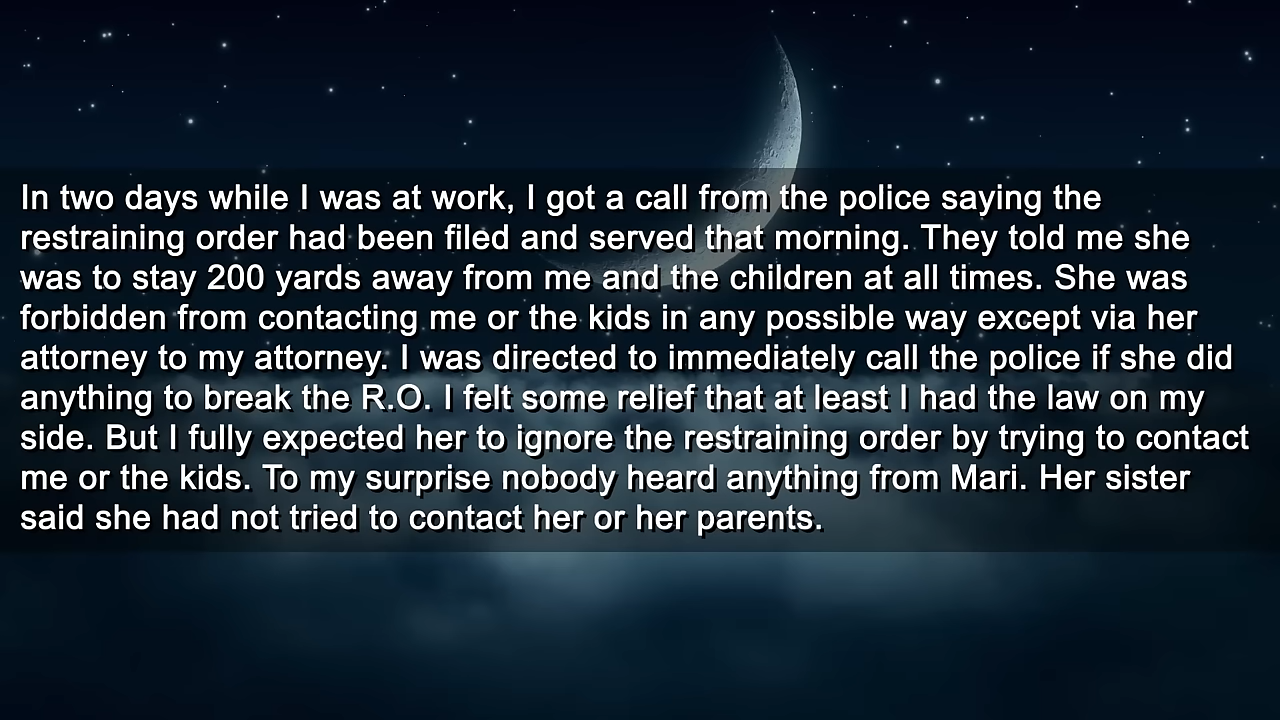 In two days while I was at work, I got a call from the police saying the
restraining order had been filed and served that morning. They told me she
was to stay 200 yards away from me and the children at all times. She was
forbidden from contacting me or the kids in any possible way except via her
attorney to my attorney. I was directed to immediately call the police if she did
anything to break the R.O. I felt some relief that at least I had the law on my
side. But I fully expected her to ignore the restraining order by trying to contact
me or the kids. To my surprise nobody heard anything from Mari. Her sister
said she had not tried to contact her or her parents.